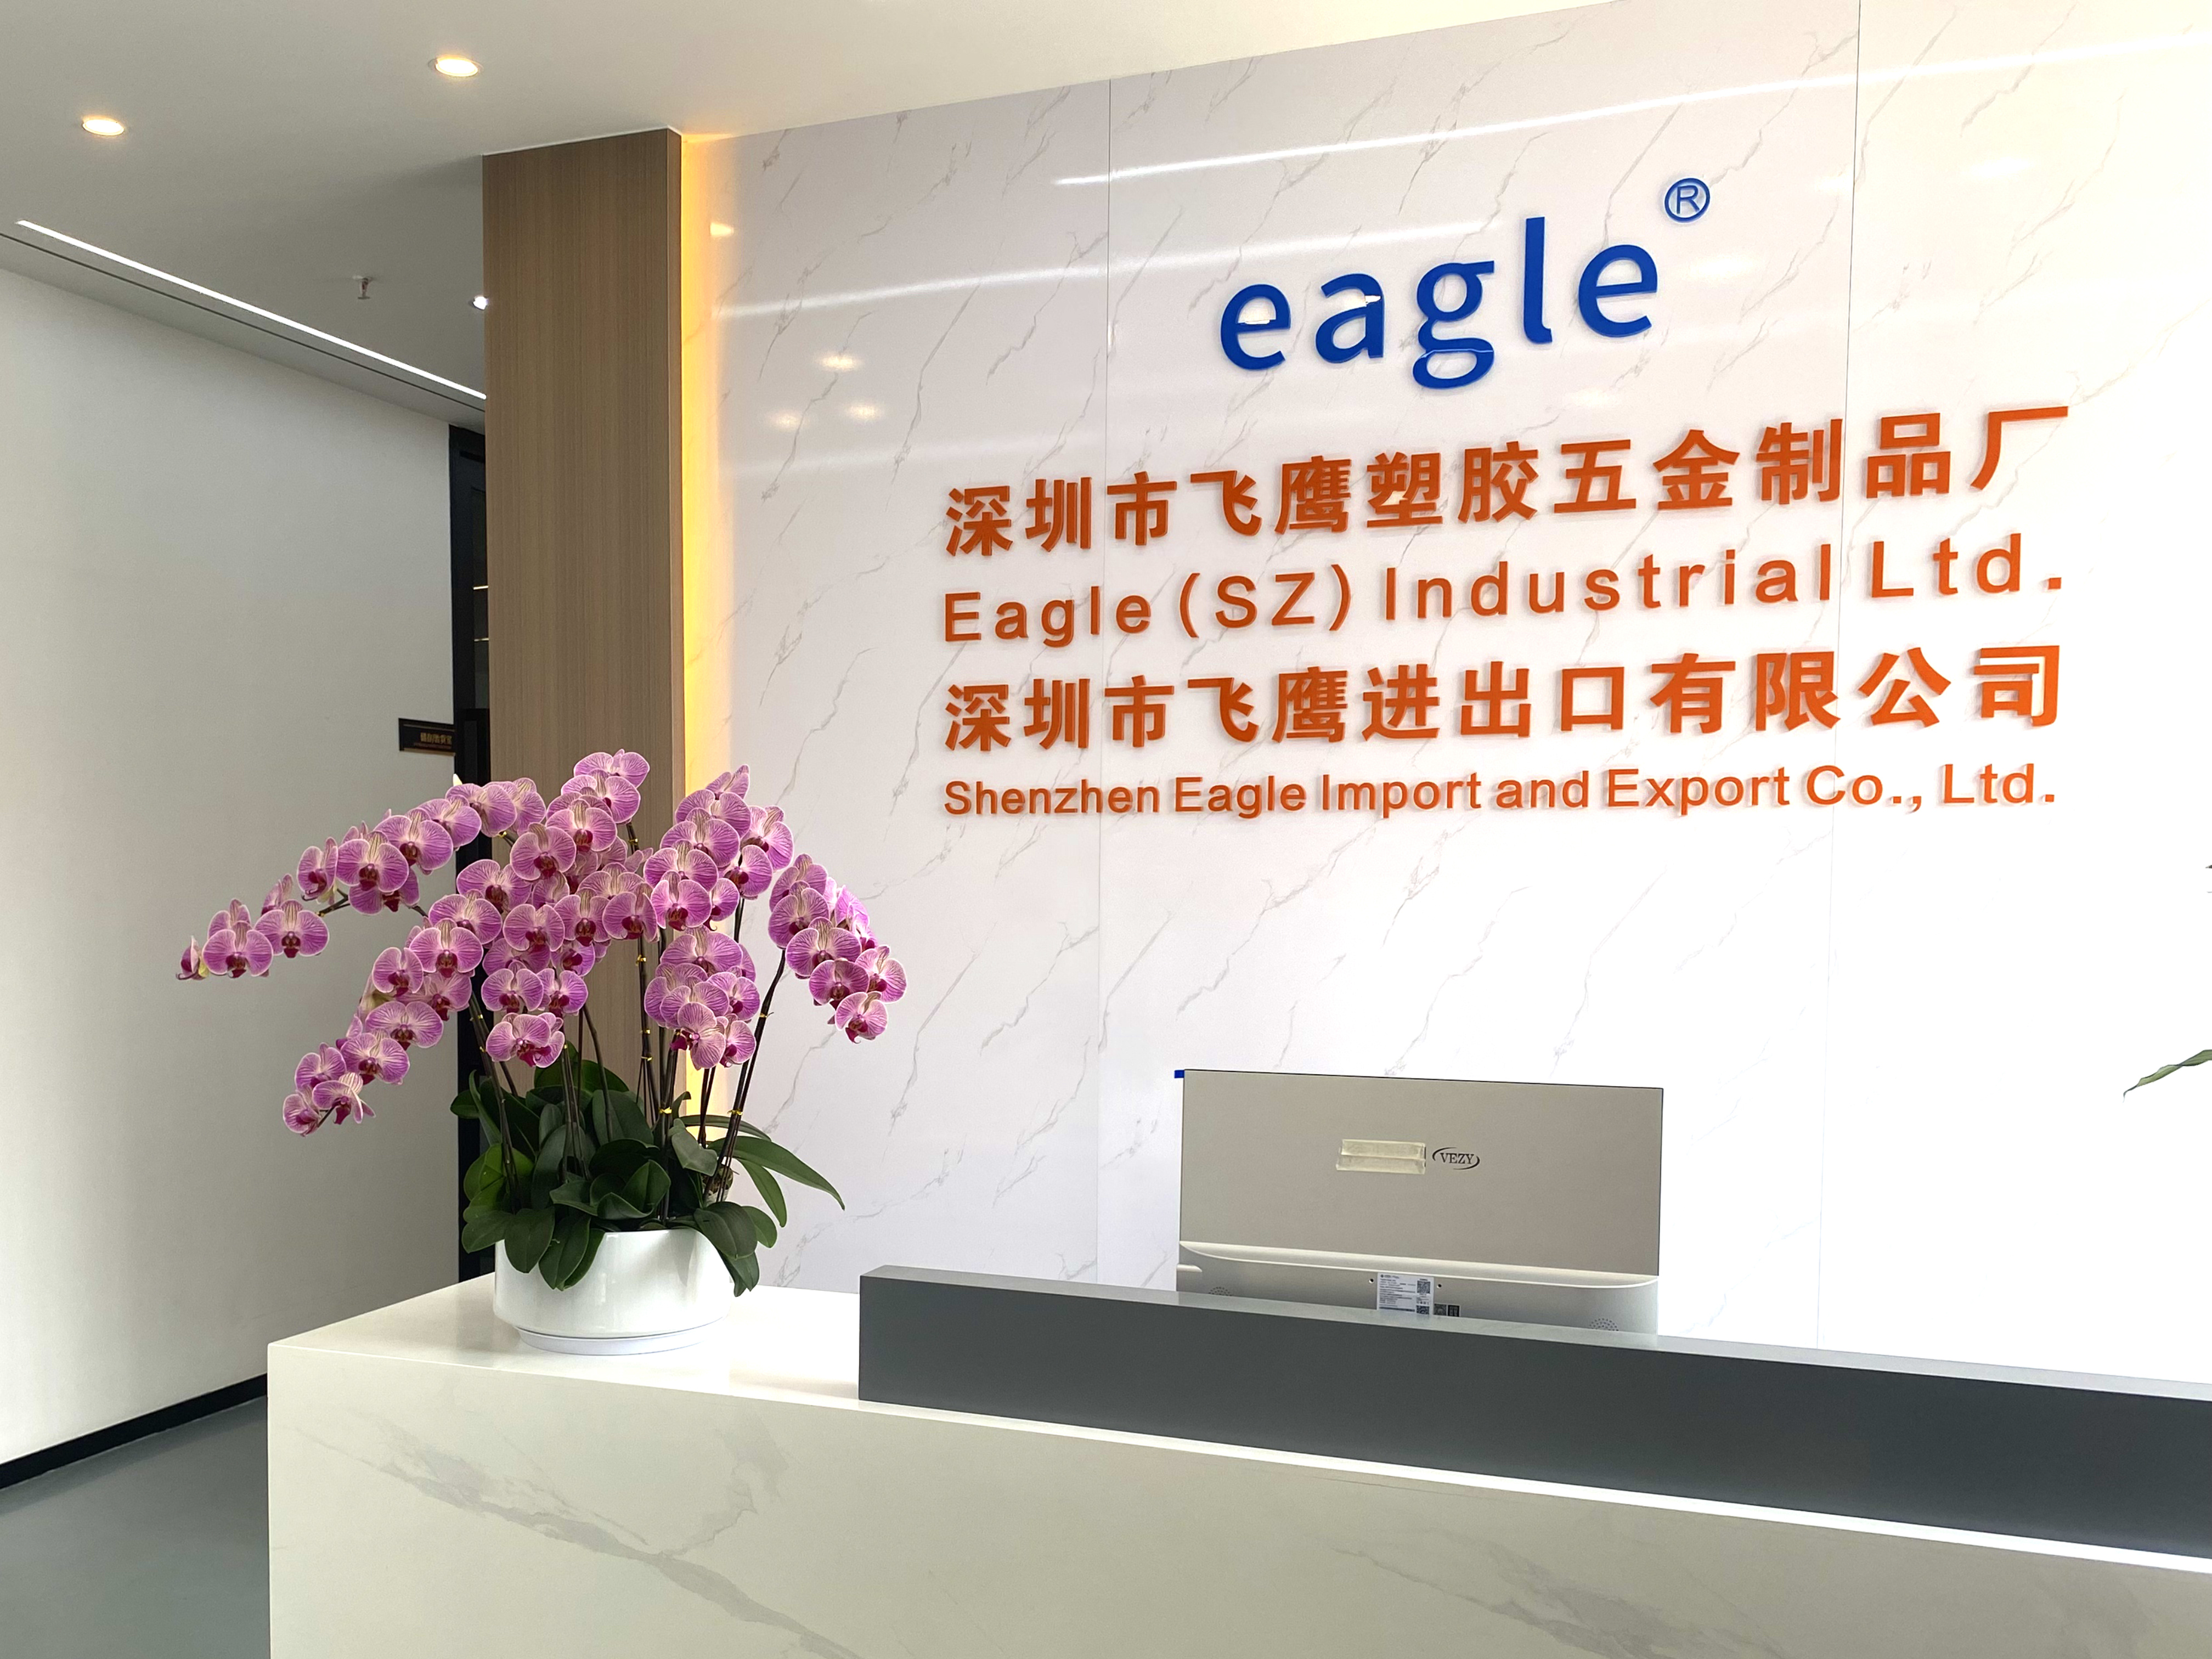 eagle®
深圳市飞鹰塑胶五金制品厂
Eagle (SZ) Industrial Ltd.
深圳市飞鹰进出口有限公司
Shenzhen Eagle Import and Export Co., Ltd.
VEZY